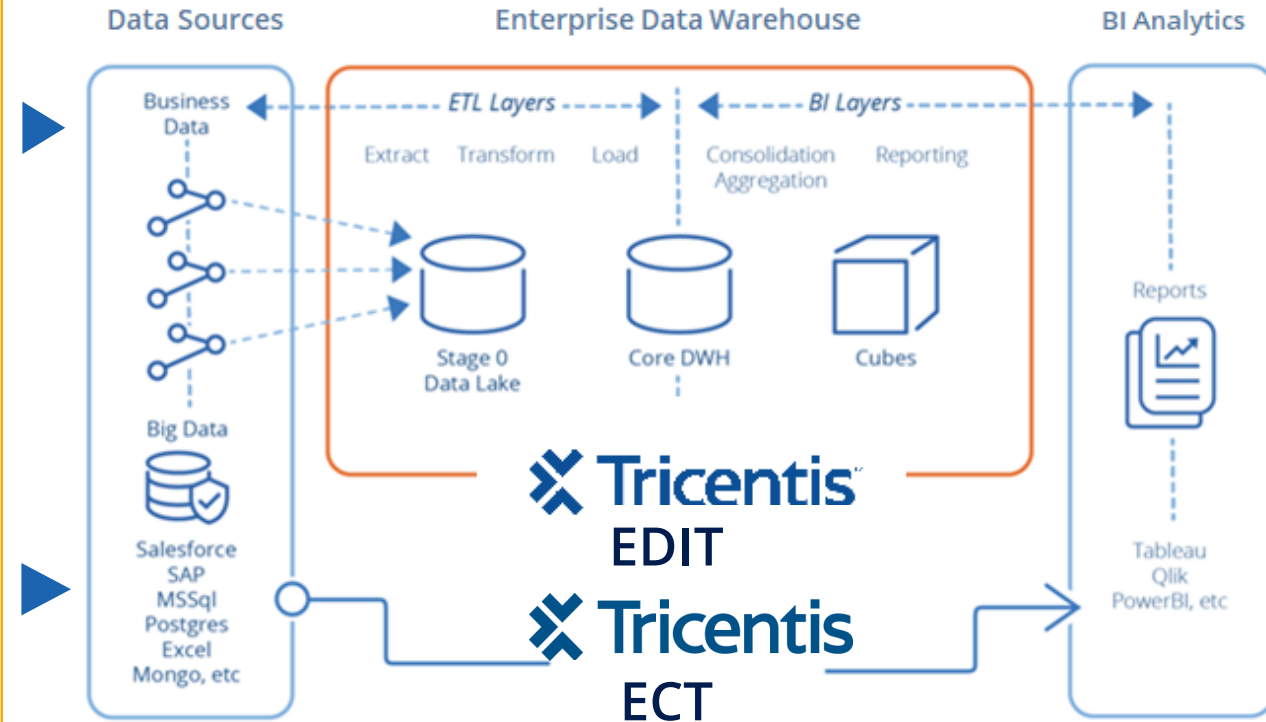 Data Sources
Enterprise Data Warehouse
BI Analytics
Business
Data
ETL Layers
BI Layers
Extract
Transform
Load
Consolidation
Aggregation
Reporting
Stage 0
Data Lake
Core DWH
Cubes
Reports
Big Data
Salesforce
SAP
MSSql
Postgres
Excel
Mongo, etc
Tricentis
EDIT
Tricentis
ECT
Tableau
Qlik
PowerBI, etc